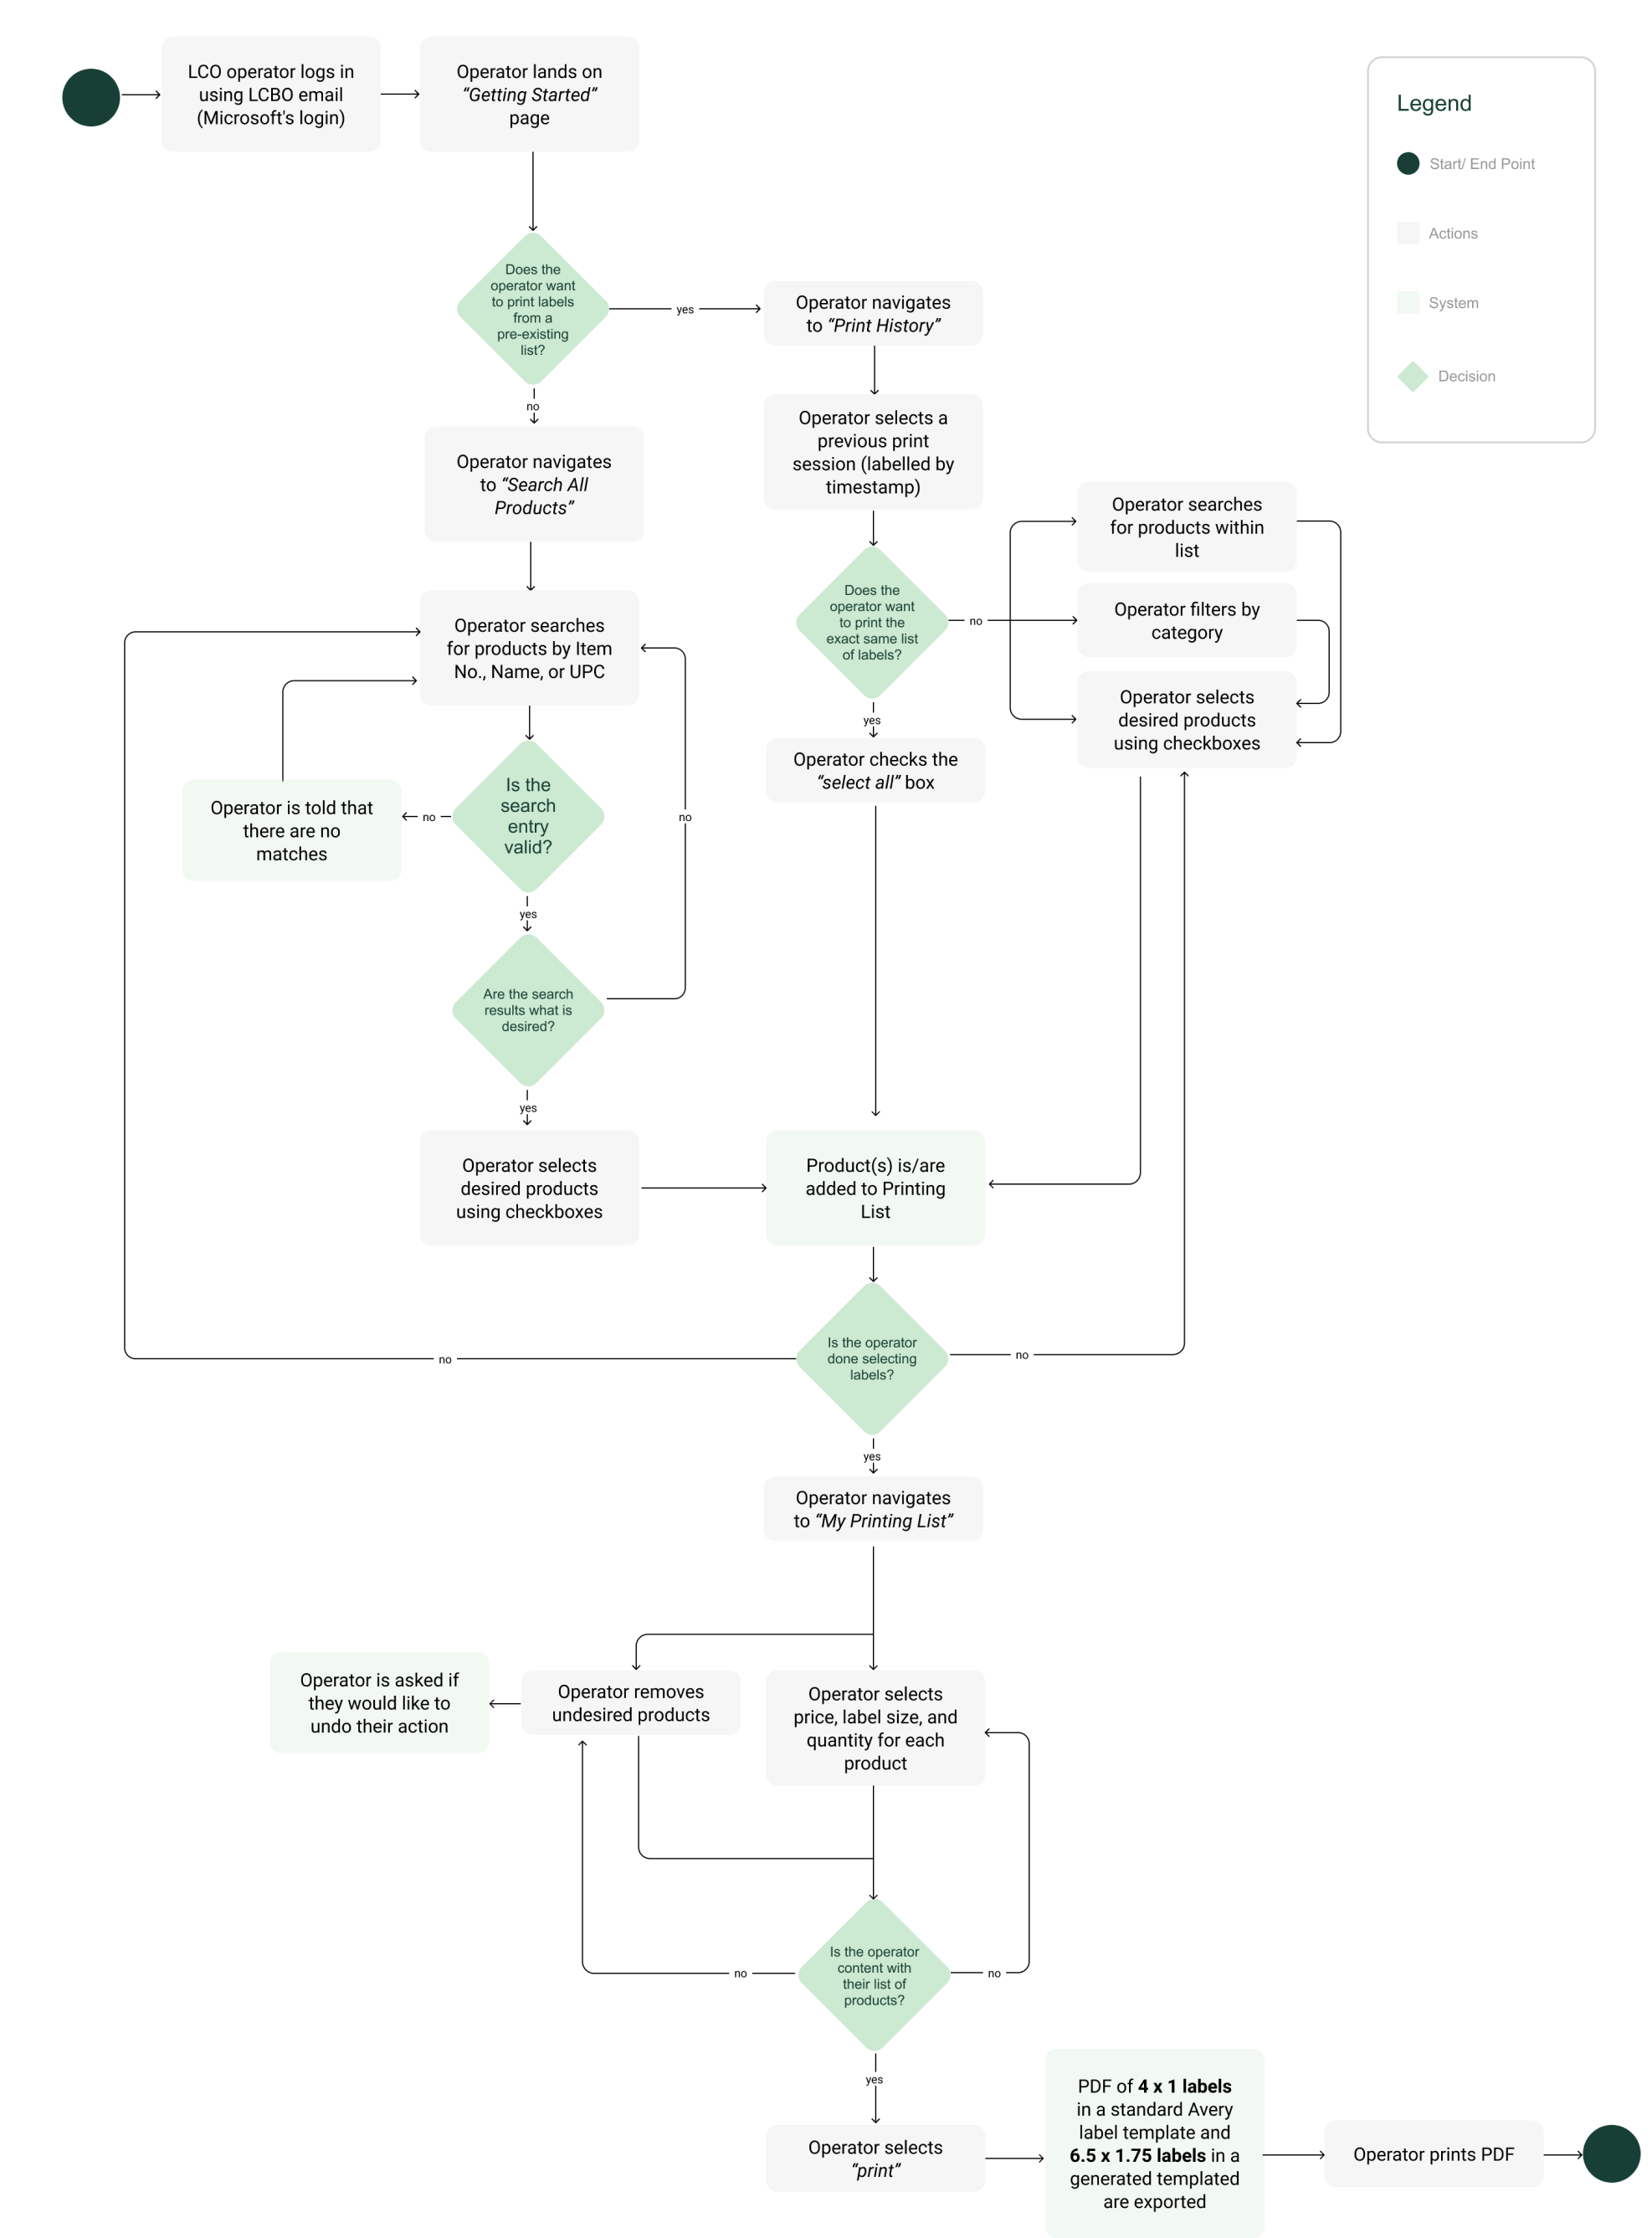 LCO operator logs in
using LCBO email
(Microsoft's login)
Operator lands on
“Getting Started”
page
Legend
Start/ End Point
Actions
System
Decision
Does the
operator want
to print labels
from a
pre-existing
list?
yes
no
Operator navigates
to “Print History”
Operator selects a
previous print
session (labelled by
timestamp)
Operator navigates
to “Search All
Products”
Operator searches
for products within
list
Operator filters by
category
Operator selects
desired products
using checkboxes
Does the
operator want
to print the
exact same list
of labels?
no
yes
Operator searches
for products by Item
No., Name, or UPC
Operator checks the
“select all” box
Is the
search
entry
valid?
no
no
Operator is told that
there are no
matches
yes
Are the search
results what is
desired?
yes
Operator selects
desired products
using checkboxes
Product(s) is/are
added to Printing
List
Is the operator
done selecting
labels?
no
no
yes
Operator navigates
to “My Printing List”
Operator is asked if
they would like to
undo their action
Operator removes
undesired products
Operator selects
price, label size, and
quantity for each
product
Is the operator
content with
their list of
products?
no
no
yes
Operator selects
“print”
PDF of 4 x 1 labels
in a standard Avery
label template and
6.5 x 1.75 labels in a
generated templated
are exported
Operator prints PDF